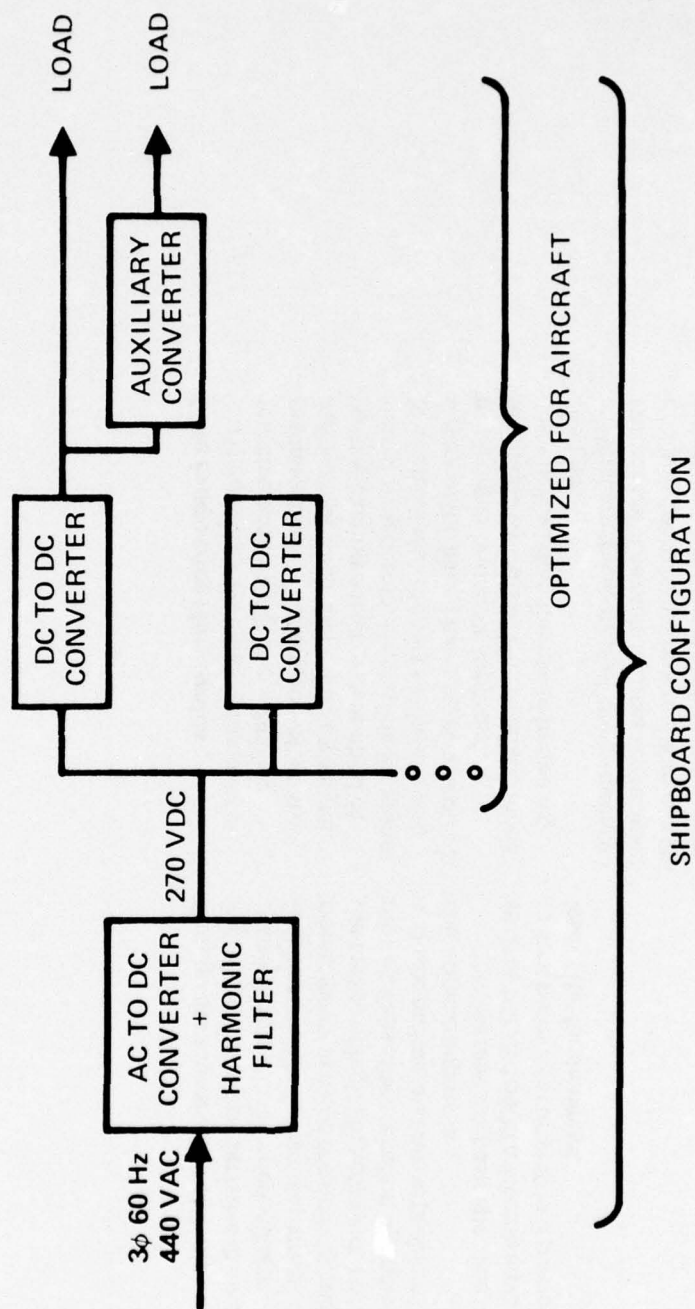 3ϕ 60 Hz
440 VAC
AC TO DC
CONVERTER
+
HARMONIC
FILTER
270 VDC
DC TO DC
CONVERTER
DC TO DC
CONVERTER
AUXILIARY
CONVERTER
LOAD
LOAD
OPTIMIZED FOR AIRCRAFT
SHIPBOARD CONFIGURATION